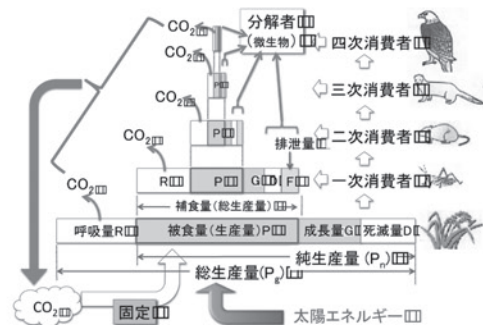 CO₂
分解者
(微生物)
四次消費者
CO₂
CO₂
P
三次消費者
CO₂
二次消費者
排泄量
CO₂
R
P
G
D
F
一次消費者
補食量(総生産量)
CO₂
呼吸量R
被食量(生産量)P
成長量G
死滅量D
純生産量(Pn)
総生産量(Pg)
CO₂
固定
太陽エネルギー